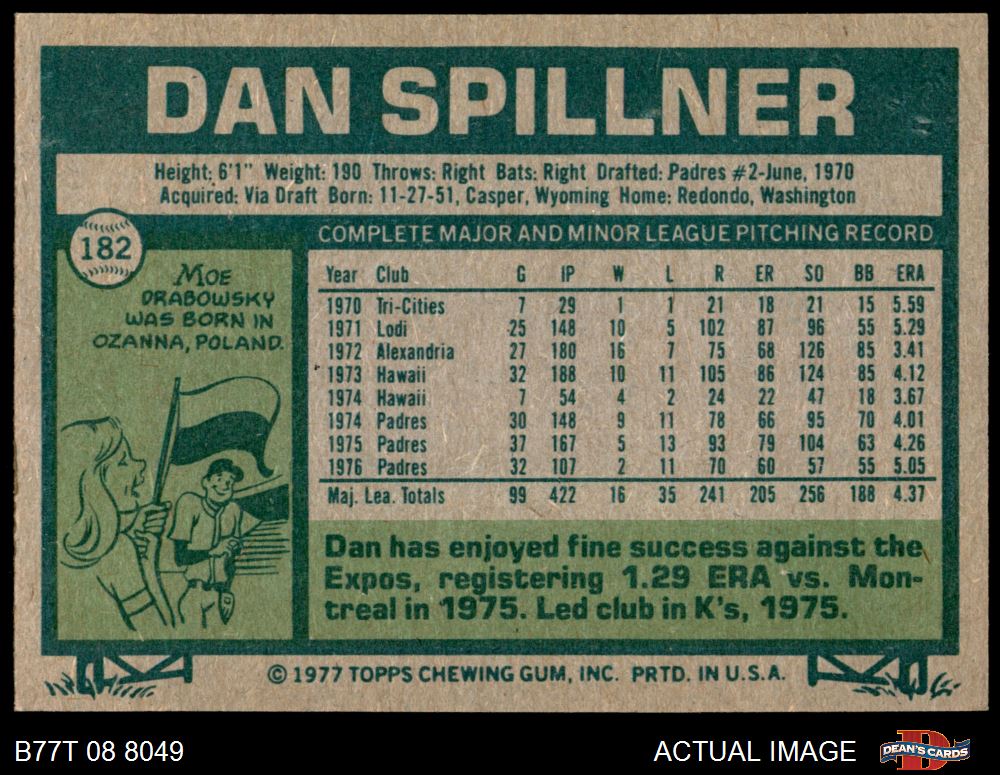 DAN SPILLNER
Height: 6'1" Weight: 190 Throws: Right Bats: Right Drafted: Padres #2-June, 1970
Acquired: Via Draft Born: 11-27-51, Casper, Wyoming Home: Redondo, Washington
182
MOE
DRABOWSKY
WAS BORN IN
OZANNA, POLAND.
COMPLETE MAJOR AND MINOR LEAGUE PITCHING RECORD
Year Club G IP W L R ER SO BB ERA
1970 Tri-Cities 7 29 1 1 21 18 21 15 5.59
1971 Lodi 25 148 10 5 102 87 96 55 5.29
1972 Alexandria 27 180 16 7 75 68 126 85 3.41
1973 Hawaii 32 188 10 11 105 86 124 85 4.12
1974 Hawaii 7 54 4 2 24 22 47 18 3.67
1974 Padres 30 148 9 11 78 66 95 70 4.01
1975 Padres 37 167 5 13 93 79 104 63 4.26
1976 Padres 32 107 2 11 70 60 57 55 5.05
Maj. Lea. Totals 99 422 16 35 241 205 256 188 4.37
Dan has enjoyed fine success against the
Expos, registering 1.29 ERA vs. Mon-
treal in 1975. Led club in K's, 1975.
© 1977 TOPPS CHEWING GUM, INC. PRTD. IN U.S.A.
B77T 08 8049
ACTUAL IMAGE
D
DEAN'S CARDS